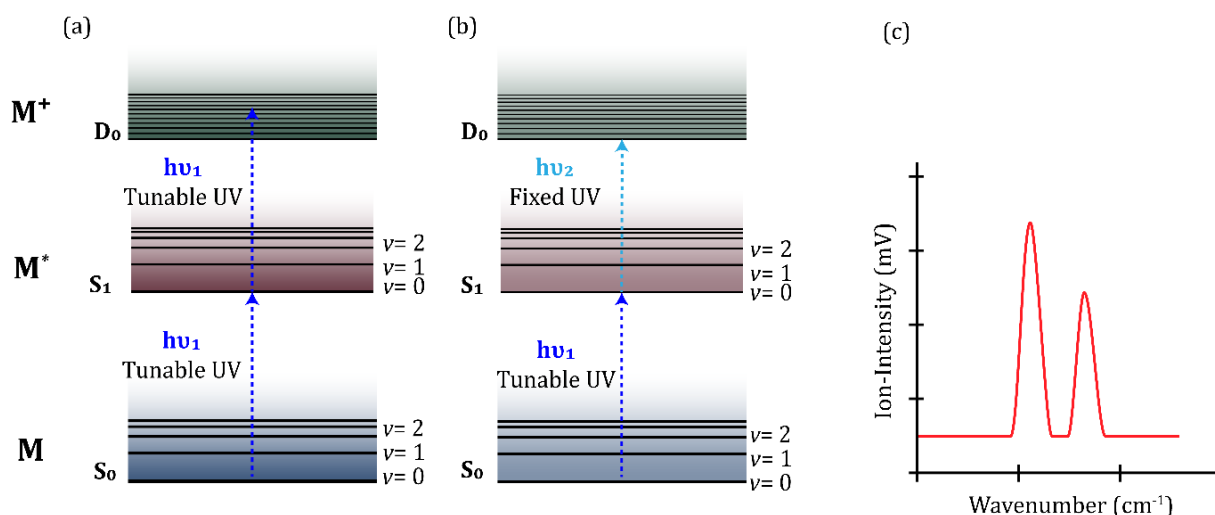 (a)
M⁺
D₀
hυ₁
Tunable UV
M*
S₁
v= 2
v= 1
v= 0
hυ₁
Tunable UV
M
S₀
v= 2
v= 1
v= 0
(b)
D₀
hυ₂
Fixed UV
S₁
v= 2
v= 1
v= 0
hυ₁
Tunable UV
S₀
v= 2
v= 1
v= 0
(c)
Ion-Intensity (mV)
Wavenumber (cm⁻¹)